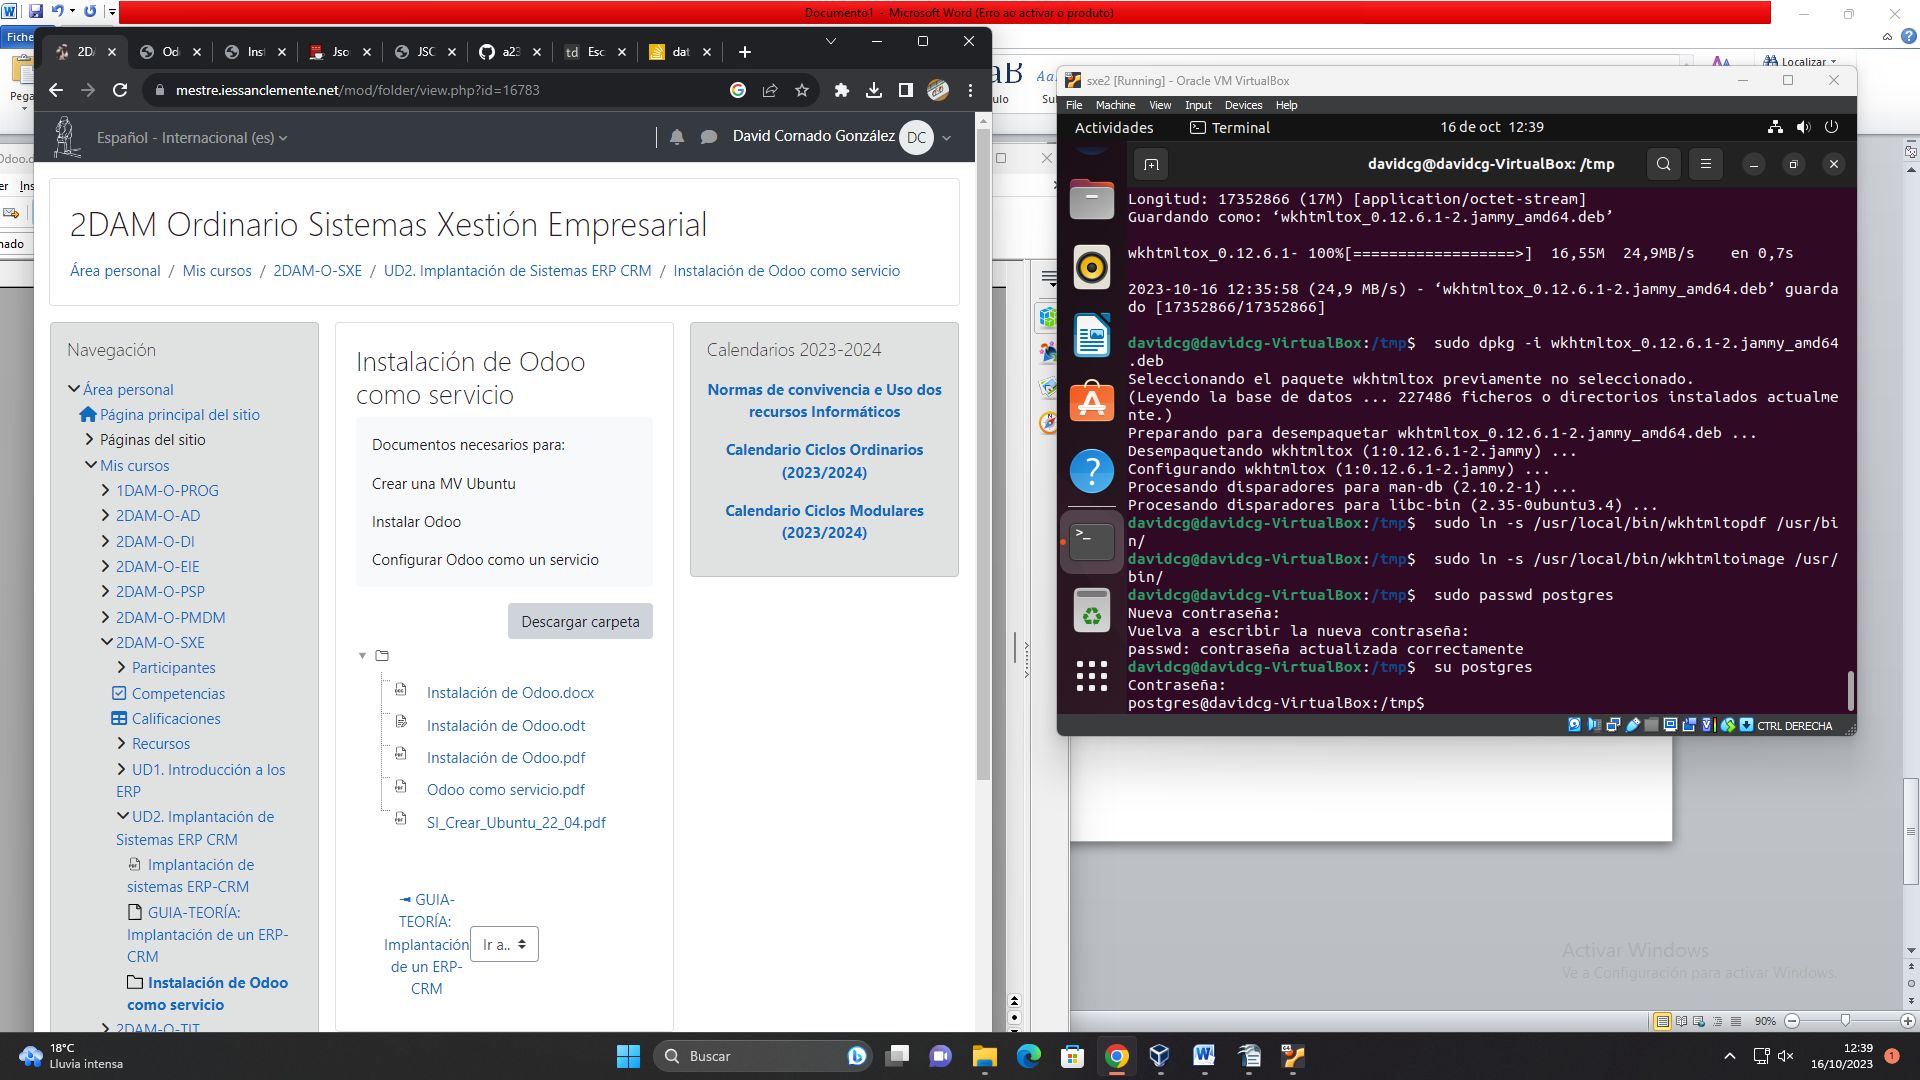 Documento1 - Microsoft Word (Erro ao activar o produto)
Fiche
Pega
Localizar
2D
Od
Ins
Jso
JSC
a23
Esc
dat
mestre.iessanclemente.net/mod/folder/view.php?id=16783
Español - Internacional (es)
David Cornado González
DC
2DAM Ordinario Sistemas Xestión Empresarial
Área personal / Mis cursos / 2DAM-O-SXE / UD2. Implantación de Sistemas ERP CRM / Instalación de Odoo como servicio
Navegación
Área personal
Página principal del sitio
Páginas del sitio
Mis cursos
1DAM-O-PROG
2DAM-O-AD
2DAM-O-DI
2DAM-O-EIE
2DAM-O-PSP
2DAM-O-PMDM
2DAM-O-SXE
Participantes
Competencias
Calificaciones
Recursos
UD1. Introducción a los
ERP
UD2. Implantación de
Sistemas ERP CRM
Implantación de
sistemas ERP-CRM
GUIA-TEORÍA:
Implantación de un ERP-
CRM
Instalación de Odoo
como servicio
2DAM-O-TIT
Instalación de Odoo
como servicio
Documentos necesarios para:
Crear una MV Ubuntu
Instalar Odoo
Configurar Odoo como un servicio
Descargar carpeta
Instalación de Odoo.docx
Instalación de Odoo.odt
Instalación de Odoo.pdf
Odoo como servicio.pdf
SI_Crear_Ubuntu_22_04.pdf
◄ GUIA-
TEORÍA:
Implantación
de un ERP-
CRM
Ir a..
Calendarios 2023-2024
Normas de convivencia e Uso dos
recursos Informáticos
Calendario Ciclos Ordinarios
(2023/2024)
Calendario Ciclos Modulares
(2023/2024)
sxe2 [Running] - Oracle VM VirtualBox
File Machine View Input Devices Help
Actividades
Terminal
16 de oct 12:39
davidcg@davidcg-VirtualBox: /tmp
Longitud: 17352866 (17M) [application/octet-stream]
Guardando como: ‘wkhtmltox_0.12.6.1-2.jammy_amd64.deb’
wkhtmltox_0.12.6.1- 100%[==================>] 16,55M 24,9MB/s en 0,7s
2023-10-16 12:35:58 (24,9 MB/s) - ‘wkhtmltox_0.12.6.1-2.jammy_amd64.deb’ guarda
do [17352866/17352866]
davidcg@davidcg-VirtualBox:/tmp$ sudo dpkg -i wkhtmltox_0.12.6.1-2.jammy_amd64
.deb
Seleccionando el paquete wkhtmltox previamente no seleccionado.
(Leyendo la base de datos ... 227486 ficheros o directorios instalados actualme
nte.)
Preparando para desempaquetar wkhtmltox_0.12.6.1-2.jammy_amd64.deb ...
Desempaquetando wkhtmltox (1:0.12.6.1-2.jammy) ...
Configurando wkhtmltox (1:0.12.6.1-2.jammy) ...
Procesando disparadores para man-db (2.10.2-1) ...
Procesando disparadores para libc-bin (2.35-0ubuntu3.4) ...
davidcg@davidcg-VirtualBox:/tmp$ sudo ln -s /usr/local/bin/wkhtmltopdf /usr/bi
n/
davidcg@davidcg-VirtualBox:/tmp$ sudo ln -s /usr/local/bin/wkhtmltoimage /usr/
bin/
davidcg@davidcg-VirtualBox:/tmp$ sudo passwd postgres
Nueva contraseña:
Vuelva a escribir la nueva contraseña:
passwd: contraseña actualizada correctamente
davidcg@davidcg-VirtualBox:/tmp$ su postgres
Contraseña:
postgres@davidcg-VirtualBox:/tmp$
CTRL DERECHA
Activar Windows
Ve a Configuración para activar Windows.
90%
18°C
Lluvia intensa
Buscar
12:39
16/10/2023
1